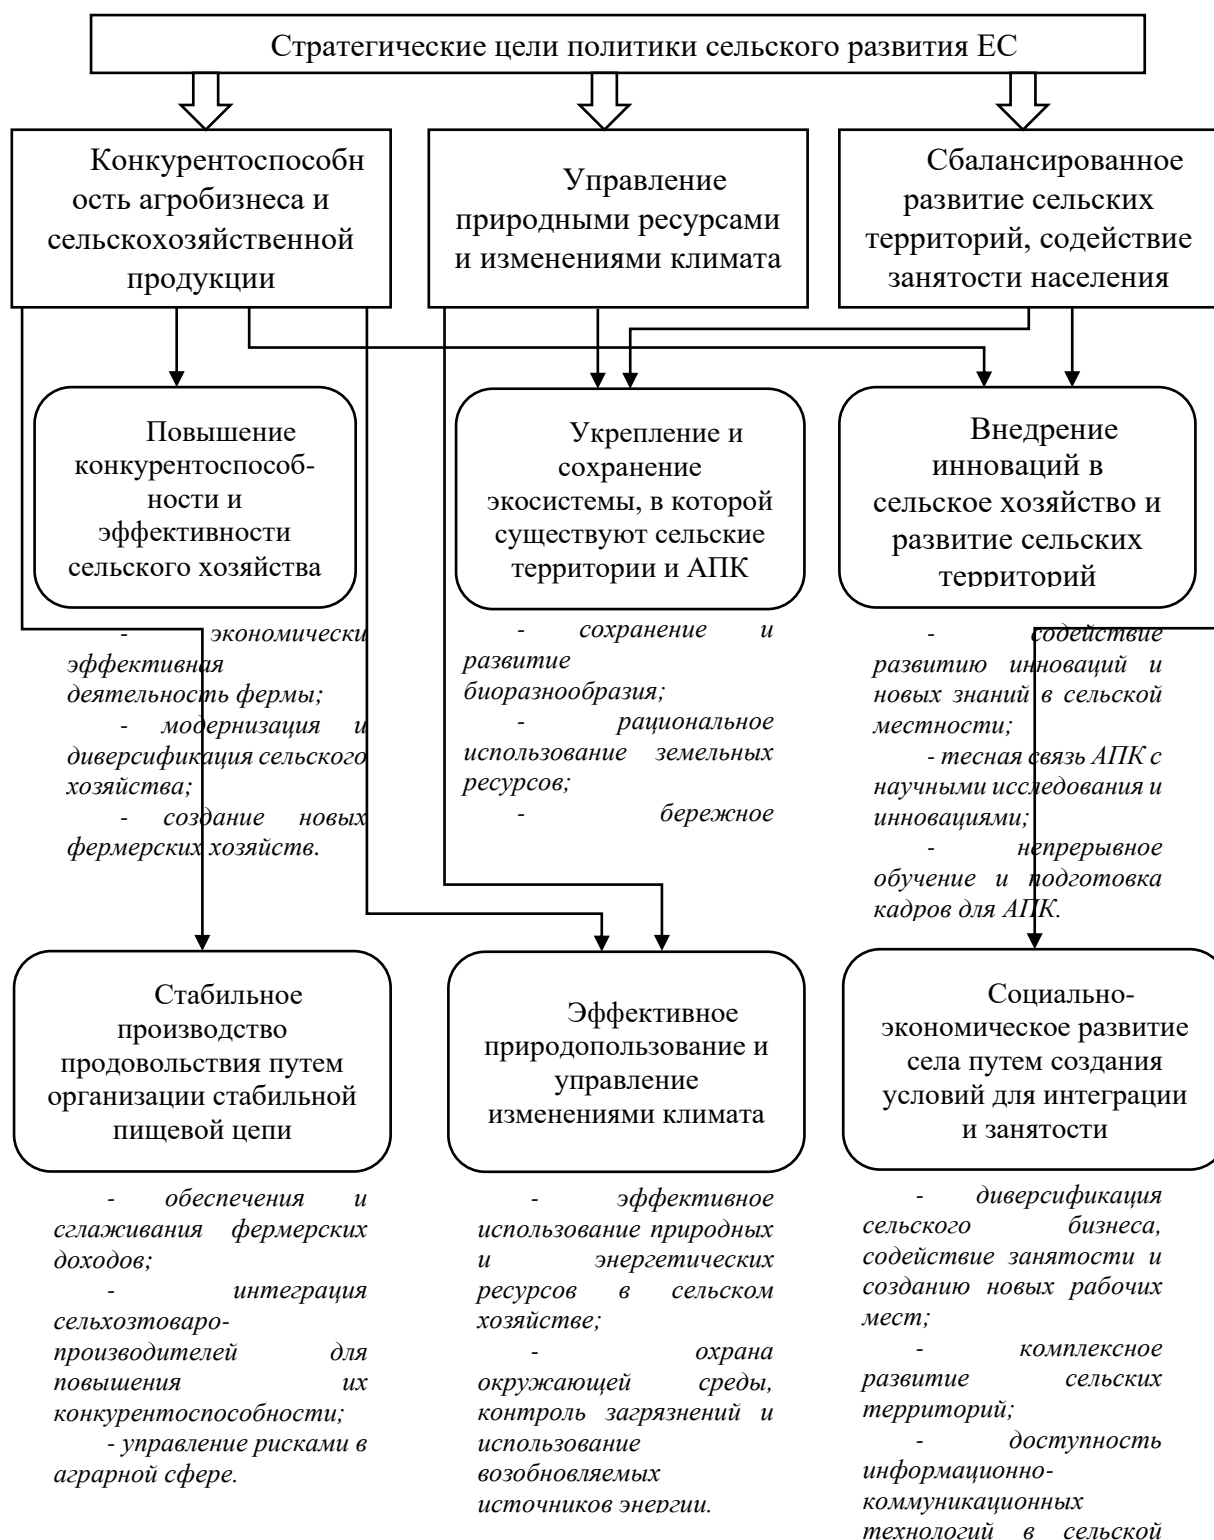 Стратегические цели политики сельского развития ЕС
Конкурентоспособн
ость агробизнеса и
сельскохозяйственной
продукции
Управление
природными ресурсами
и изменениями климата
Сбалансированное
развитие сельских
территорий, содействие
занятости населения
Повышение
конкурентоспособ-
ности и
эффективности
сельского хозяйства
Укрепление и
сохранение
экосистемы, в которой
существуют сельские
территории и АПК
Внедрение
инноваций в
сельское хозяйство и
развитие сельских
территорий
- экономически
эффективная
деятельность фермы;
- модернизация и
диверсификация сельского
хозяйства;
- создание новых
фермерских хозяйств.
- сохранение и
развитие
биоразнообразия;
- рациональное
использование земельных
ресурсов;
- бережное
- содействие
развитию инноваций и
новых знаний в сельской
местности;
- тесная связь АПК с
научными исследования и
инновациями;
- непрерывное
обучение и подготовка
кадров для АПК.
Стабильное
производство
продовольствия путем
организации стабильной
пищевой цепи
Эффективное
природопользование и
управление
изменениями климата
Социально-
экономическое развитие
села путем создания
условий для интеграции
и занятости
- обеспечения и
сглаживания фермерских
доходов;
- интеграция
сельхозтоваро-
производителей для
повышения их
конкурентоспособности;
- управление рисками в
аграрной сфере.
- эффективное
использование природных
и энергетических
ресурсов в сельском
хозяйстве;
- охрана
окружающей среды,
контроль загрязнений и
использование
возобновляемых
источников энергии.
- диверсификация
сельского бизнеса,
содействие занятости и
созданию новых рабочих
мест;
- комплексное
развитие сельских
территорий;
- доступность
информационно-
коммуникационных
технологий в сельской